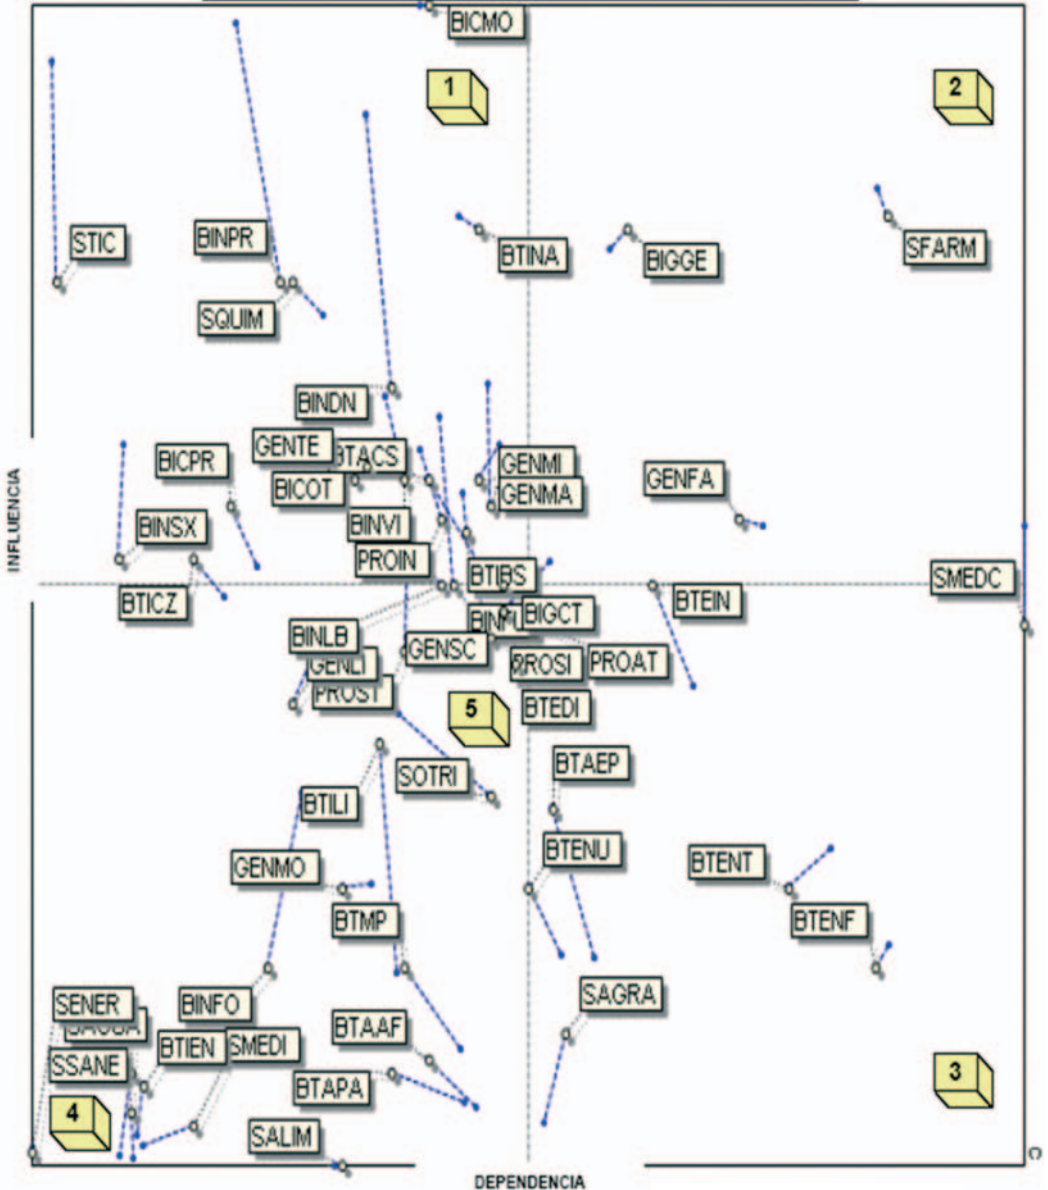 BICMO
1
2
STIC
BINPR
BTINA
BIGGE
SFARM
SQUIM
BINDN
GENTE
BTACS
BICPR
GENMI
GENFA
BICOT
GENMA
BINSX
BINVI
INFLUENCIA
PROIN
BTIBS
SMEDC
BTICZ
BTEIN
BIGCT
BINLB
GENSC
GENLI
PROSI
PROAT
PROST
5
BTEDI
SOTRI
BTAEP
BTILI
BTENU
BTENT
GENMO
BTMP
BTENF
SENER
BINFO
SAGRA
BTAAF
BTIEN
SMEDI
SSANE
BTAPA
3
4
SALIM
DEPENDENCIA